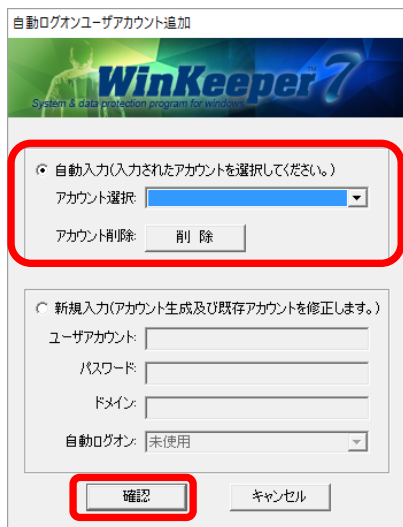 自動ログオンユーザアカウント追加
WinKeeper 7
System & data protection program for windows
自動入力(入力されたアカウントを選択してください。)
アカウント選択:
アカウント削除: 削 除
新規入力(アカウント生成及び既存アカウントを修正します。)
ユーザアカウント:
パスワード:
ドメイン:
自動ログオン: 未使用
確認 キャンセル